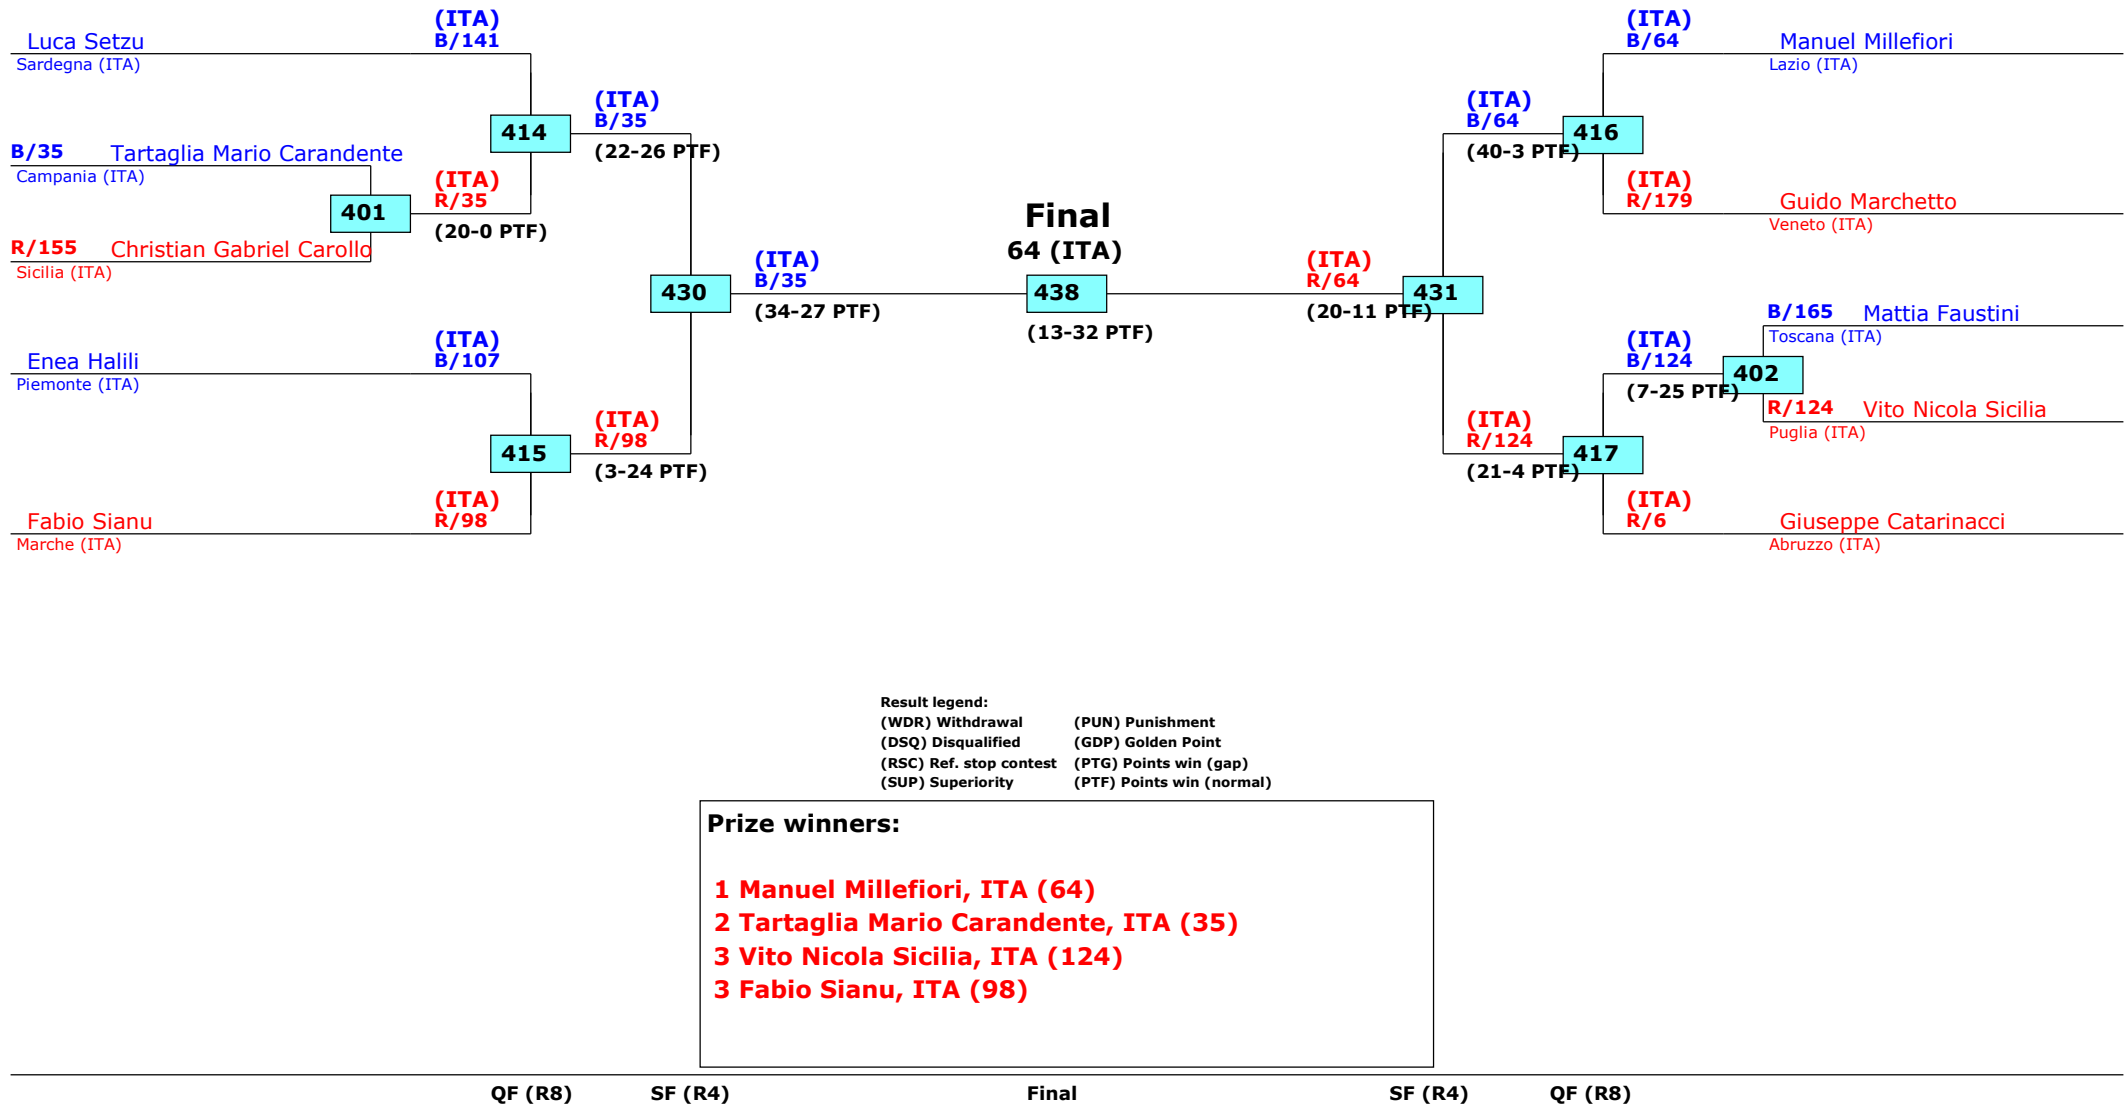 (ITA)
B/141
Luca Setzu
Sardegna (ITA)
(ITA)
B/35
414
(22-26 PTF)
B/35 Tartaglia Mario Carandente
Campania (ITA)
(ITA)
R/35
401
(20-0 PTF)
R/155 Christian Gabriel Carollo
Sicilia (ITA)
(ITA)
B/35
430
(34-27 PTF)
(ITA)
B/107
Enea Halili
Piemonte (ITA)
(ITA)
R/98
415
(3-24 PTF)
(ITA)
R/98
Fabio Sianu
Marche (ITA)
Final
64 (ITA)
438
(13-32 PTF)
(ITA)
B/64
Manuel Millefiori
Lazio (ITA)
(ITA)
B/64
416
(40-3 PTF)
(ITA)
R/179
Guido Marchetto
Veneto (ITA)
(ITA)
R/64
431
(20-11 PTF)
B/165 Mattia Faustini
Toscana (ITA)
(ITA)
B/124
402
(7-25 PTF)
R/124 Vito Nicola Sicilia
Puglia (ITA)
(ITA)
R/124
417
(21-4 PTF)
(ITA)
R/6
Giuseppe Catarinacci
Abruzzo (ITA)
Result legend:
(WDR) Withdrawal (PUN) Punishment
(DSQ) Disqualified (GDP) Golden Point
(RSC) Ref. stop contest (PTG) Points win (gap)
(SUP) Superiority (PTF) Points win (normal)
Prize winners:
1 Manuel Millefiori, ITA (64)
2 Tartaglia Mario Carandente, ITA (35)
3 Vito Nicola Sicilia, ITA (124)
3 Fabio Sianu, ITA (98)
QF (R8) SF (R4) Final SF (R4) QF (R8)